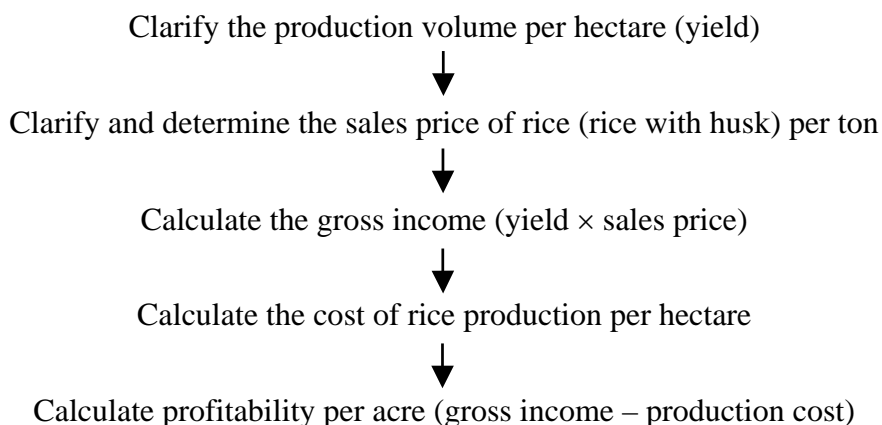 Clarify the production volume per hectare (yield)
Clarify and determine the sales price of rice (rice with husk) per ton
Calculate the gross income (yield × sales price)
Calculate the cost of rice production per hectare
Calculate profitability per acre (gross income – production cost)